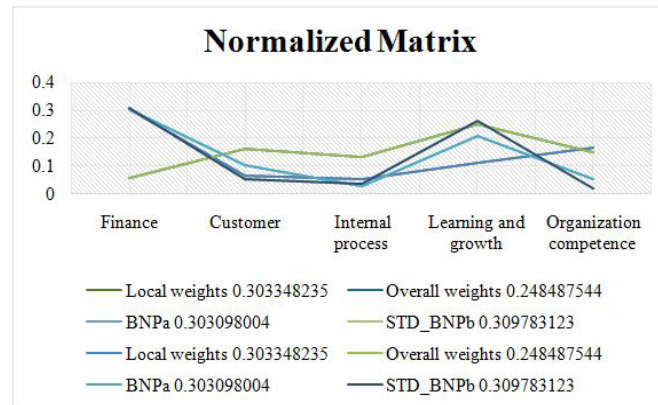 Normalized Matrix
0.4
0.3
0.2
0.1
0
Finance Customer Internal process Learning and growth Organization competence
Local weights 0.303348235 Overall weights 0.248487544
BNPa 0.303098004 STD_BNPb 0.309783123
Local weights 0.303348235 Overall weights 0.248487544
BNPa 0.303098004 STD_BNPb 0.309783123